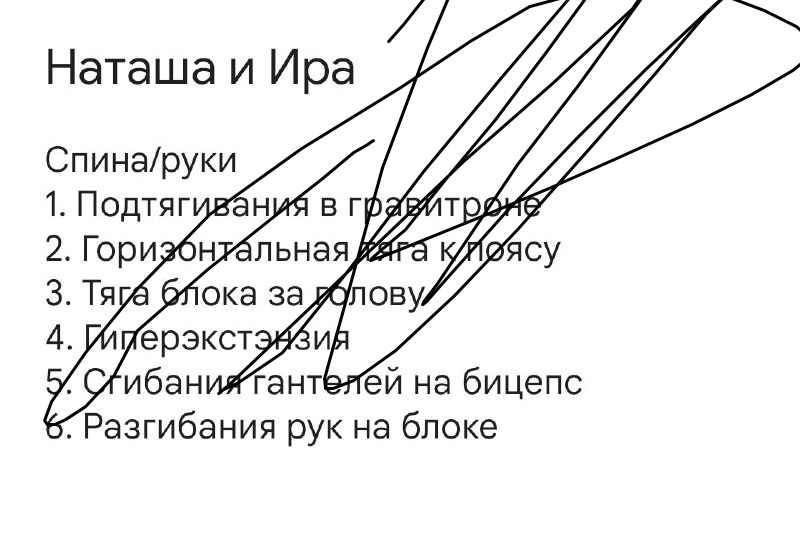 Наташа и Ира
Спина/руки
1. Подтягивания в гравитроне
2. Горизонтальная тяга к поясу
3. Тяга блока за голову
4. Гиперэкстэнзия
5. Сгибания гантелей на бицепс
6. Разгибания рук на блоке